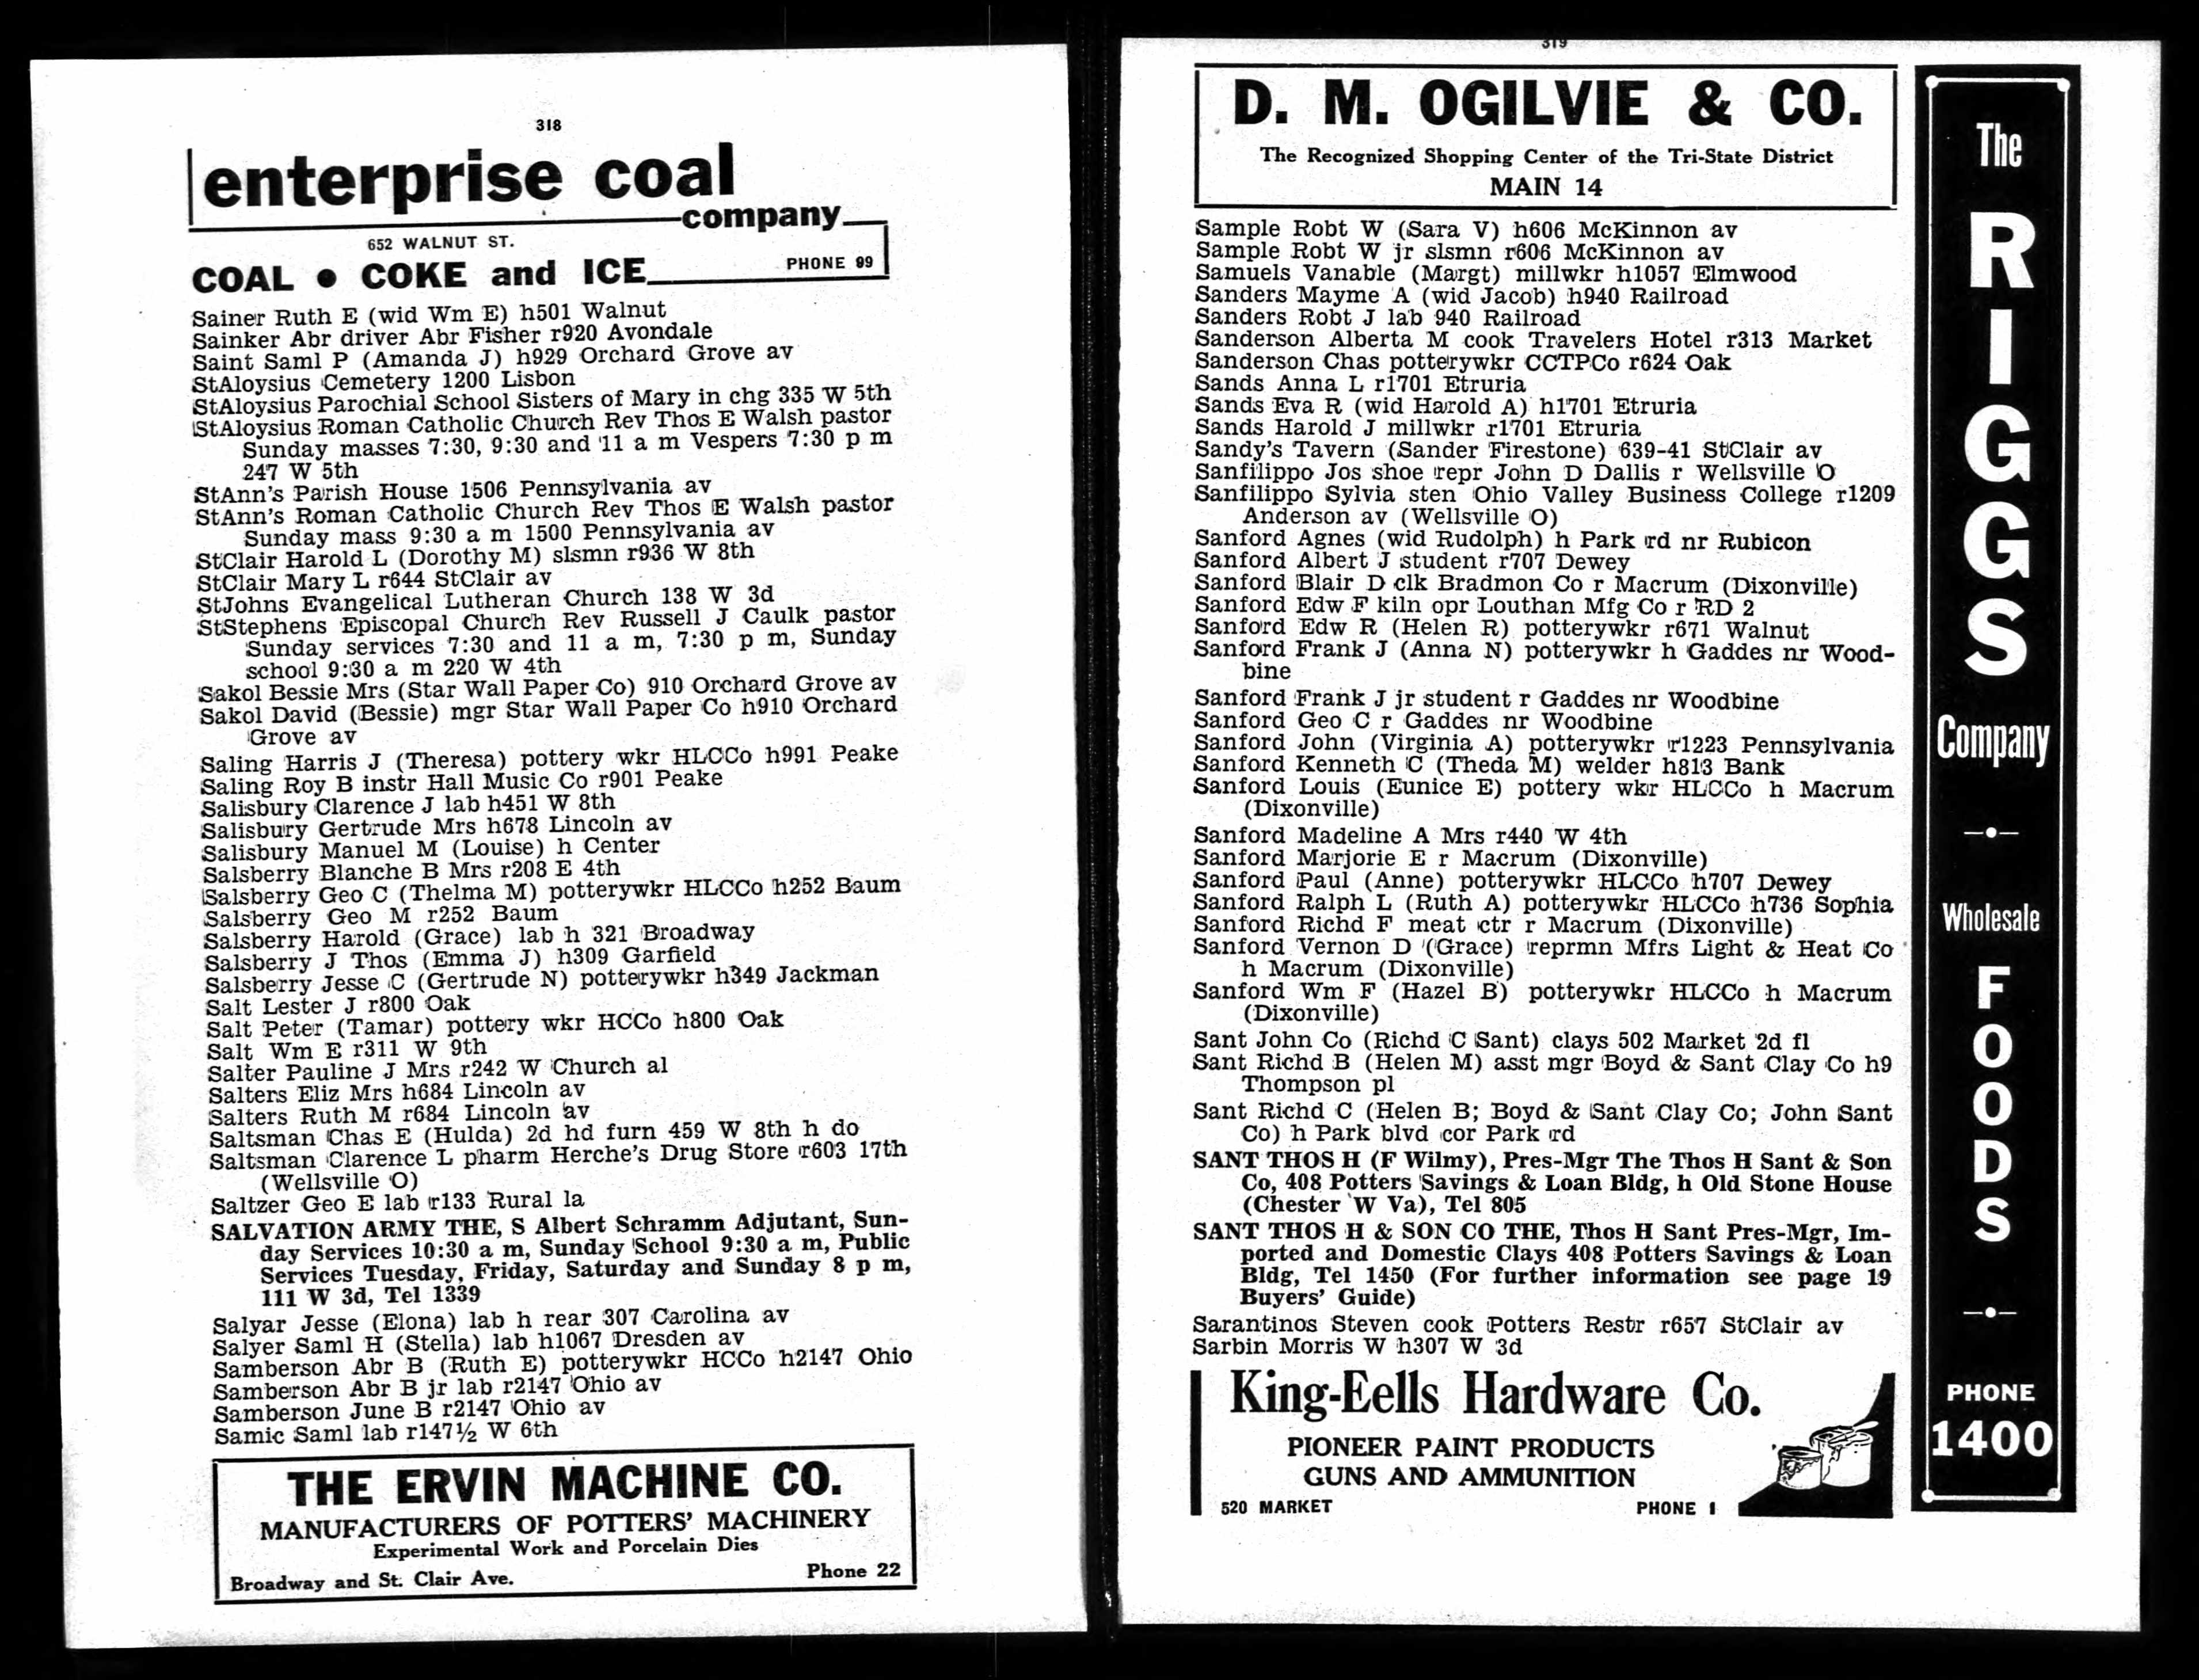 318
enterprise coal
company
652 WALNUT ST.
COAL • COKE and ICE
PHONE 99
Sainer Ruth E (wid Wm E) h501 Walnut
Sainker Abr driver Abr Fisher r920 Avondale
Saint Saml P (Amanda J) h929 Orchard Grove av
StAloysius Cemetery 1200 Lisbon
StAloysius Parochial School Sisters of Mary in chg 335 W 5th
StAloysius Roman Catholic Church Rev Thos E Walsh pastor
Sunday masses 7:30, 9:30 and 11 a m Vespers 7:30 p m
247 W 5th
StAnn's Parish House 1506 Pennsylvania av
StAnn's Roman Catholic Church Rev Thos E Walsh pastor
Sunday mass 9:30 a m 1500 Pennsylvania av
StClair Harold L (Dorothy M) slsmn r936 W 8th
StClair Mary L r644 StClair av
StJohns Evangelical Lutheran Church 138 W 3d
StStephens Episcopal Church Rev Russell J Caulk pastor
Sunday services 7:30 and 11 a m, 7:30 p m, Sunday
school 9:30 a m 220 W 4th
Sakol Bessie Mrs (Star Wall Paper Co) 910 Orchard Grove av
Sakol David (Bessie) mgr Star Wall Paper Co h910 Orchard
Grove av
Saling Harris J (Theresa) pottery wkr HLCCo h991 Peake
Saling Roy B instr Hall Music Co r901 Peake
Salisbury Clarence J lab h451 W 8th
Salisbury Gertrude Mrs h678 Lincoln av
Salisbury Manuel M (Louise) h Center
Salsberry Blanche B Mrs r208 E 4th
Salsberry Geo C (Thelma M) potterywkr HLCCo h252 Baum
Salsberry Geo M r252 Baum
Salsberry Harold (Grace) lab h 321 Broadway
Salsberry J Thos (Emma J) h309 Garfield
Salsberry Jesse C (Gertrude N) potterywkr h349 Jackman
Salt Lester J r800 Oak
Salt Peter (Tamar) pottery wkr HCCo h800 Oak
Salt Wm E r311 W 9th
Salter Pauline J Mrs r242 W Church al
Salters Eliz Mrs h684 Lincoln av
Salters Ruth M r684 Lincoln av
Saltsman Chas E (Hulda) 2d hd furn 459 W 8th h do
Saltsman Clarence L pharm Herche's Drug Store r603 17th
(Wellsville O)
Saltzer Geo E lab r133 Rural la
SALVATION ARMY THE, S Albert Schramm Adjutant, Sun-
day Services 10:30 a m, Sunday School 9:30 a m, Public
Services Tuesday, Friday, Saturday and Sunday 8 p m,
111 W 3d, Tel 1339
Salyar Jesse (Elona) lab h rear 307 Carolina av
Salyer Saml H (Stella) lab h1067 Dresden av
Samberson Abr B (Ruth E) potterywkr HCCo h2147 Ohio
Samberson Abr B jr lab r2147 Ohio av
Samberson June B r2147 Ohio av
Samic Saml lab r147½ W 6th
THE ERVIN MACHINE CO.
MANUFACTURERS OF POTTERS' MACHINERY
Experimental Work and Porcelain Dies
Broadway and St. Clair Ave.
Phone 22
319
D. M. OGILVIE & CO.
The Recognized Shopping Center of the Tri-State District
MAIN 14
Sample Robt W (Sara V) h606 McKinnon av
Sample Robt W jr slsmn r606 McKinnon av
Samuels Vanable (Margt) millwkr h1057 Elmwood
Sanders Mayme A (wid Jacob) h940 Railroad
Sanders Robt J lab 940 Railroad
Sanderson Alberta M cook Travelers Hotel r313 Market
Sanderson Chas potterywkr CCTPCo r624 Oak
Sands Anna L r1701 Etruria
Sands Eva R (wid Harold A) h1701 Etruria
Sands Harold J millwkr r1701 Etruria
Sandy's Tavern (Sander Firestone) 639-41 StClair av
Sanfilippo Jos shoe repr John D Dallis r Wellsville O
Sanfilippo Sylvia sten Ohio Valley Business College r1209
Anderson av (Wellsville O)
Sanford Agnes (wid Rudolph) h Park rd nr Rubicon
Sanford Albert J student r707 Dewey
Sanford Blair D clk Bradmon Co r Macrum (Dixonville)
Sanford Edw F kiln opr Louthan Mfg Co r RD 2
Sanford Edw R (Helen R) potterywkr r671 Walnut
Sanford Frank J (Anna N) potterywkr h Gaddes nr Wood-
bine
Sanford Frank J jr student r Gaddes nr Woodbine
Sanford Geo C r Gaddes nr Woodbine
Sanford John (Virginia A) potterywkr r1223 Pennsylvania
Sanford Kenneth C (Theda M) welder h813 Bank
Sanford Louis (Eunice E) pottery wkr HLCCo h Macrum
(Dixonville)
Sanford Madeline A Mrs r440 W 4th
Sanford Marjorie E r Macrum (Dixonville)
Sanford Paul (Anne) potterywkr HLCCo h707 Dewey
Sanford Ralph L (Ruth A) potterywkr HLCCo h736 Sophia
Sanford Richd F meat ctr r Macrum (Dixonville)
Sanford Vernon D (Grace) reprmn Mfrs Light & Heat Co
h Macrum (Dixonville)
Sanford Wm F (Hazel B) potterywkr HLCCo h Macrum
(Dixonville)
Sant John Co (Richd C Sant) clays 502 Market 2d fl
Sant Richd B (Helen M) asst mgr Boyd & Sant Clay Co h9
Thompson pl
Sant Richd C (Helen B; Boyd & Sant Clay Co; John Sant
Co) h Park blvd cor Park rd
SANT THOS H (F Wilmy), Pres-Mgr The Thos H Sant & Son
Co, 408 Potters Savings & Loan Bldg, h Old Stone House
(Chester W Va), Tel 805
SANT THOS H & SON CO THE, Thos H Sant Pres-Mgr, Im-
ported and Domestic Clays 408 Potters Savings & Loan
Bldg, Tel 1450 (For further information see page 19
Buyers' Guide)
Sarantinos Steven cook Potters Restr r657 StClair av
Sarbin Morris W h307 W 3d
King-Eells Hardware Co.
PIONEER PAINT PRODUCTS
GUNS AND AMMUNITION
520 MARKET
PHONE 1
The
RIGGS
Company
Wholesale
FOODS
PHONE
1400